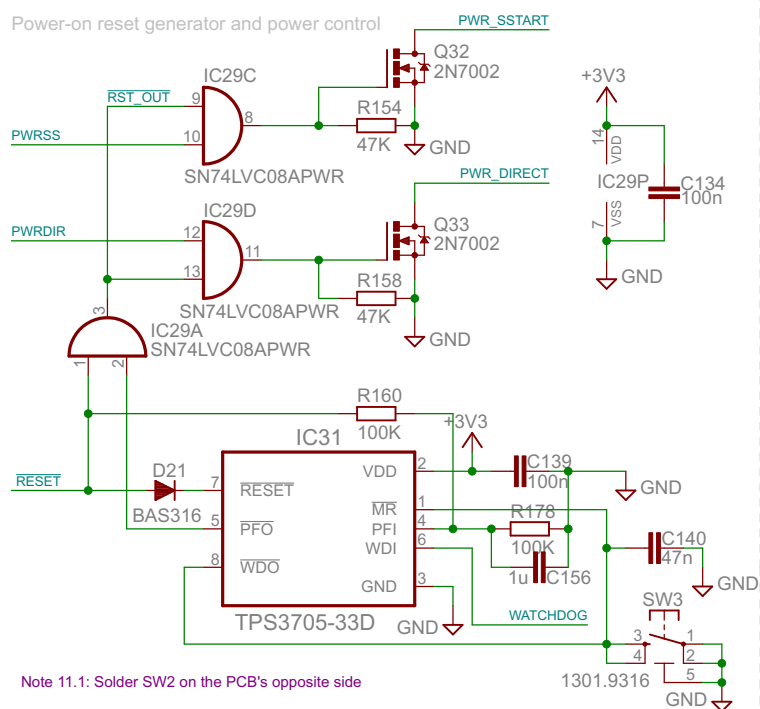 Power-on reset generator and power control
PWR_SSTART
Q32
2N7002
IC29C
RST_OUT
9
8
10
PWRSS
R154
47K
GND
SN74LVC08APWR
+3V3
14
VDD
IC29P
C134
100n
7
VSS
GND
PWR_DIRECT
IC29D
Q33
2N7002
PWRDIR
12
11
13
R158
47K
GND
SN74LVC08APWR
3
IC29A
SN74LVC08APWR
1
2
R160
100K
+3V3
IC31
D21
BAS316
RESET
7
RESET
VDD
2
C139
100n
GND
MR
1
5
PFO
PFI
4
R178
100K
WDI
6
8
WDO
1u
C156
C140
47n
GND
GND
3
GND
WATCHDOG
TPS3705-33D
SW3
3
1
4
2
5
1301.9316
GND
Note 11.1: Solder SW2 on the PCB's opposite side